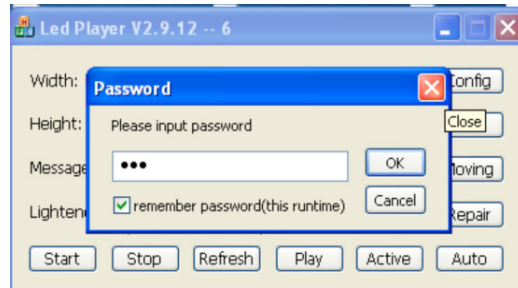 Led Player V2.9.12 -- 6
Width:
Config
Password
Height:
Please input password
Close
Message
•••
OK
Moving
remember password(this runtime)
Cancel
Repair
Start Stop Refresh Play Active Auto